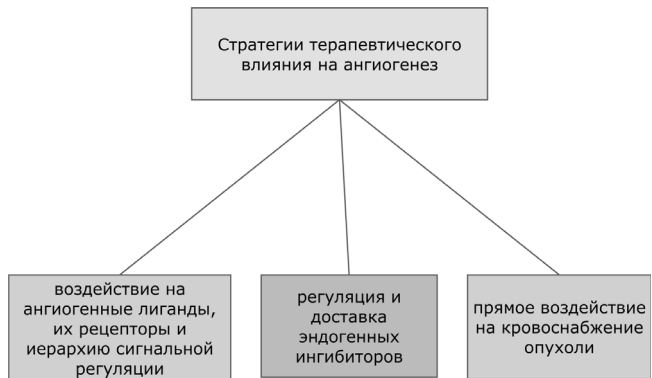 Стратегии терапевтического
влияния на ангиогенез
воздействие на
ангиогенные лиганды,
их рецепторы и
иерархию сигнальной
регуляции
регуляция и
доставка
эндогенных
ингибиторов
прямое воздействие
на кровоснабжение
опухоли